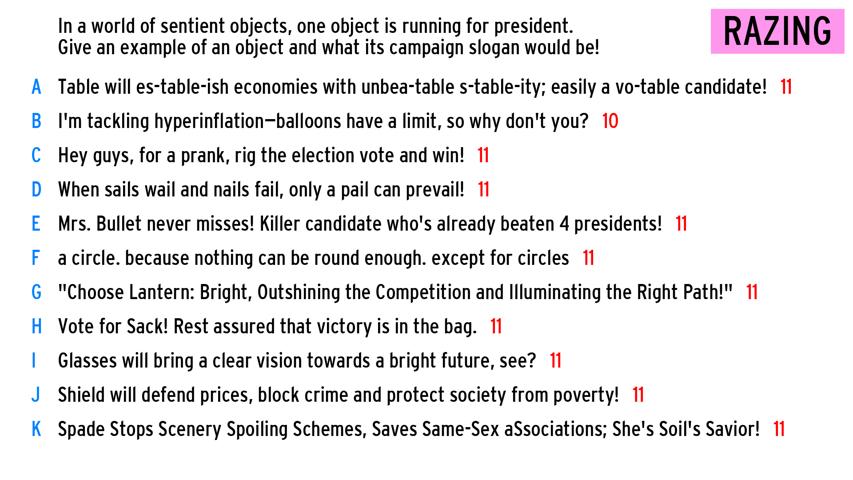 In a world of sentient objects, one object is running for president.
Give an example of an object and what its campaign slogan would be!
RAZING
A Table will es-table-ish economies with unbea-table s-table-ity; easily a vo-table candidate! 11
B I'm tackling hyperinflation—balloons have a limit, so why don't you? 10
C Hey guys, for a prank, rig the election vote and win! 11
D When sails wail and nails fail, only a pail can prevail! 11
E Mrs. Bullet never misses! Killer candidate who's already beaten 4 presidents! 11
F a circle. because nothing can be round enough. except for circles 11
G "Choose Lantern: Bright, Outshining the Competition and Illuminating the Right Path!" 11
H Vote for Sack! Rest assured that victory is in the bag. 11
I Glasses will bring a clear vision towards a bright future, see? 11
J Shield will defend prices, block crime and protect society from poverty! 11
K Spade Stops Scenery Spoiling Schemes, Saves Same-Sex aSsociations; She's Soil's Savior! 11